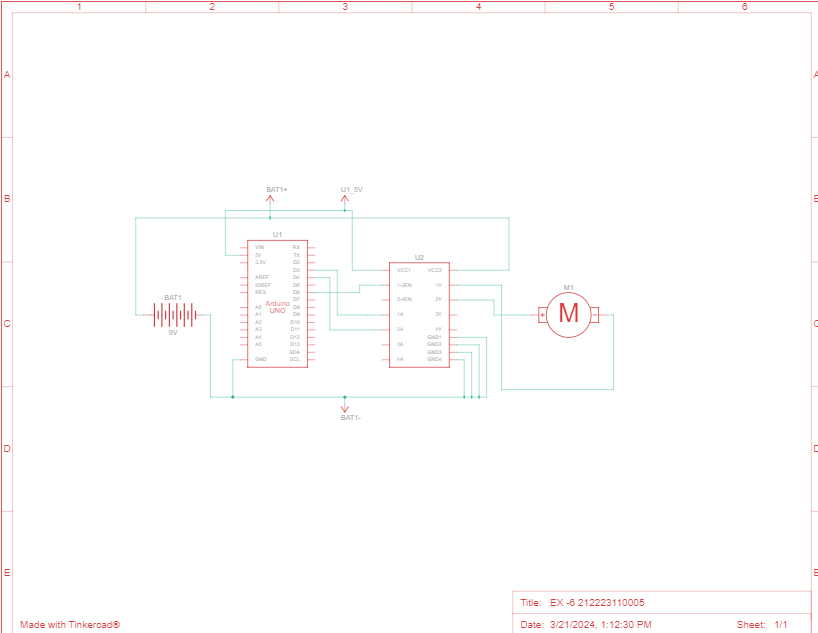 1 2 3 4 5 6
A A
BAT1+ U1_5V
B B
U1
VIN RX
5V TX
3.3V D2
D3
AREF D4
IOREF D5
RES D6
D7
A0 D8
A1 D9
A2 D10
A3 D11
A4 D12
A5 D13
SDA
GND SCL
Arduino
UNO
U2
VCC1 VCC2
1-2EN 1Y
3-4EN 2Y
1A 3Y
2A 4Y
GND1
3A GND2
GND3
4A GND4
BAT1
9V
M1
+ M -
C C
BAT1-
D D
E E
Title: EX -6 212223110005
Made with Tinkercad®
Date: 3/21/2024, 1:12:30 PM Sheet: 1/1